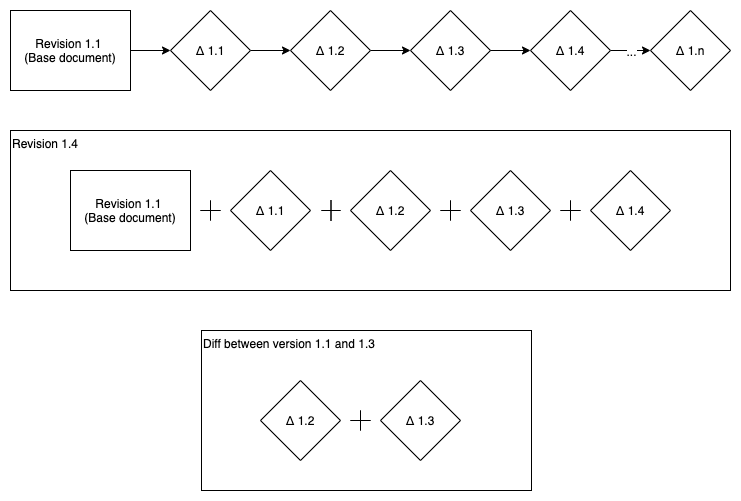 Revision 1.1
(Base document)
Δ 1.1
Δ 1.2
Δ 1.3
Δ 1.4
...
Δ 1.n
Revision 1.4
Revision 1.1
(Base document)
Δ 1.1
Δ 1.2
Δ 1.3
Δ 1.4
Diff between version 1.1 and 1.3
Δ 1.2
Δ 1.3